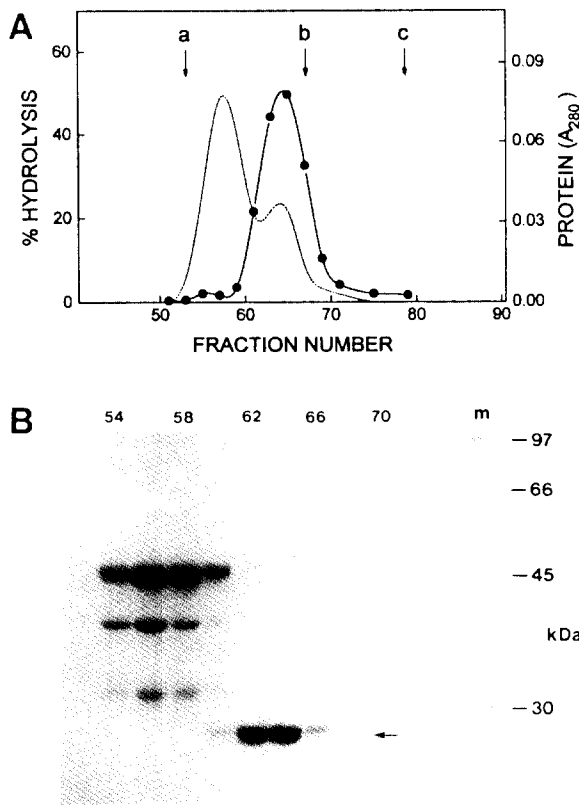 A
a b c
60
40
20
0
% HYDROLYSIS
0.09
0.06
0.03
0.00
PROTEIN (A280)
50 60 70 80 90
FRACTION NUMBER
B
54 58 62 66 70 m
97
66
45
kDa
30